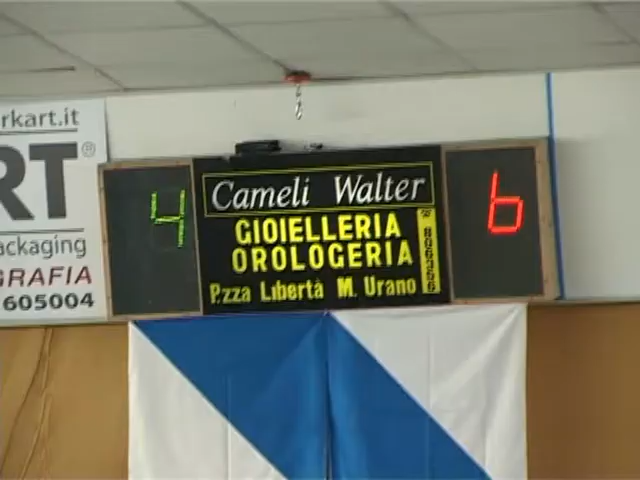 rkart.it
RT®
ackaging
GRAFIA
605004
4
Cameli Walter
GIOIELLERIA
OROLOGERIA
P.zza Libertà M. Urano
6